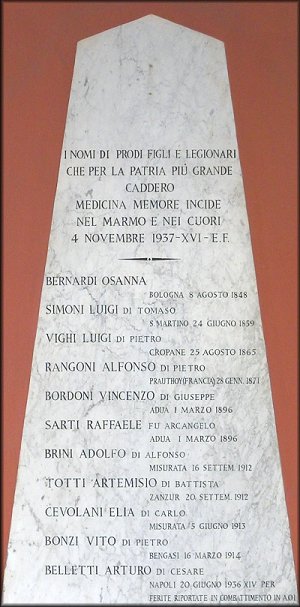 I NOMI DI PRODI FIGLI E LEGIONARI
CHE PER LA PATRIA PIÙ GRANDE
CADDERO
MEDICINA MEMORE INCIDE
NEL MARMO E NEI CUORI
4 NOVEMBRE 1937-XVI-E.F.
BERNARDI OSANNA
BOLOGNA 8 AGOSTO 1848
SIMONI LUIGI DI TOMASO
S MARTINO 24 GIUGNO 1859
VIGHI LUIGI DI PIETRO
CROPANE 25 AGOSTO 1865
RANGONI ALFONSO DI PIETRO
PRAUTHOY (FRANCIA) 28 GENN. 1871
BORDONI VINCENZO DI GIUSEPPE
ADUA 1 MARZO 1896
SARTI RAFFAELE FU ARCANGELO
ADUA 1 MARZO 1896
BRINI ADOLFO DI ALFONSO
MISURATA 16 SETTEM. 1912
TOTTI ARTEMISIO DI BATTISTA
ZANZUR 20 SETTEM. 1912
CEVOLANI ELIA DI CARLO
MISURATA 5 GIUGNO 1913
BONZI VITO DI PIETRO
BENGASI 16 MARZO 1914
BELLETTI ARTURO DI CESARE
NAPOLI 20 GIUGNO 1936 XIV PER
FERITE RIPORTATE IN COMBATTIMENTO IN A.O.I